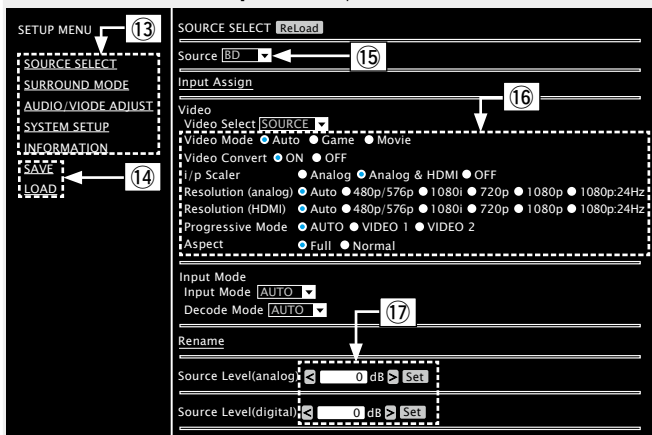 SETUP MENU ⑬
SOURCE SELECT
SURROUND MODE
AUDIO/VIODE ADJUST
SYSTEM SETUP
INFORMATION
SAVE
LOAD
⑭
SOURCE SELECT ReLoad
Source BD ⑮
Input Assign
⑯
Video
Video Select SOURCE
Video Mode Auto Game Movie
Video Convert ON OFF
i/p Scaler Analog Analog & HDMI OFF
Resolution (analog) Auto 480p/576p 1080i 720p 1080p 1080p:24Hz
Resolution (HDMI) Auto 480p/576p 1080i 720p 1080p 1080p:24Hz
Progressive Mode AUTO VIDEO 1 VIDEO 2
Aspect Full Normal
Input Mode
Input Mode AUTO
Decode Mode AUTO
⑰
Rename
Source Level(analog) < 0 dB > Set
Source Level(digital) < 0 dB > Set